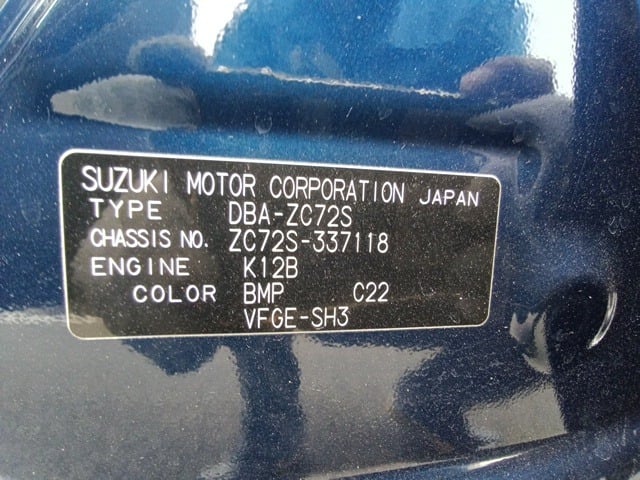 SUZUKI MOTOR CORPORATION JAPAN
TYPE DBA-ZC72S
CHASSIS NO. ZC72S-337118
ENGINE K12B
COLOR BMP C22
VFGE-SH3